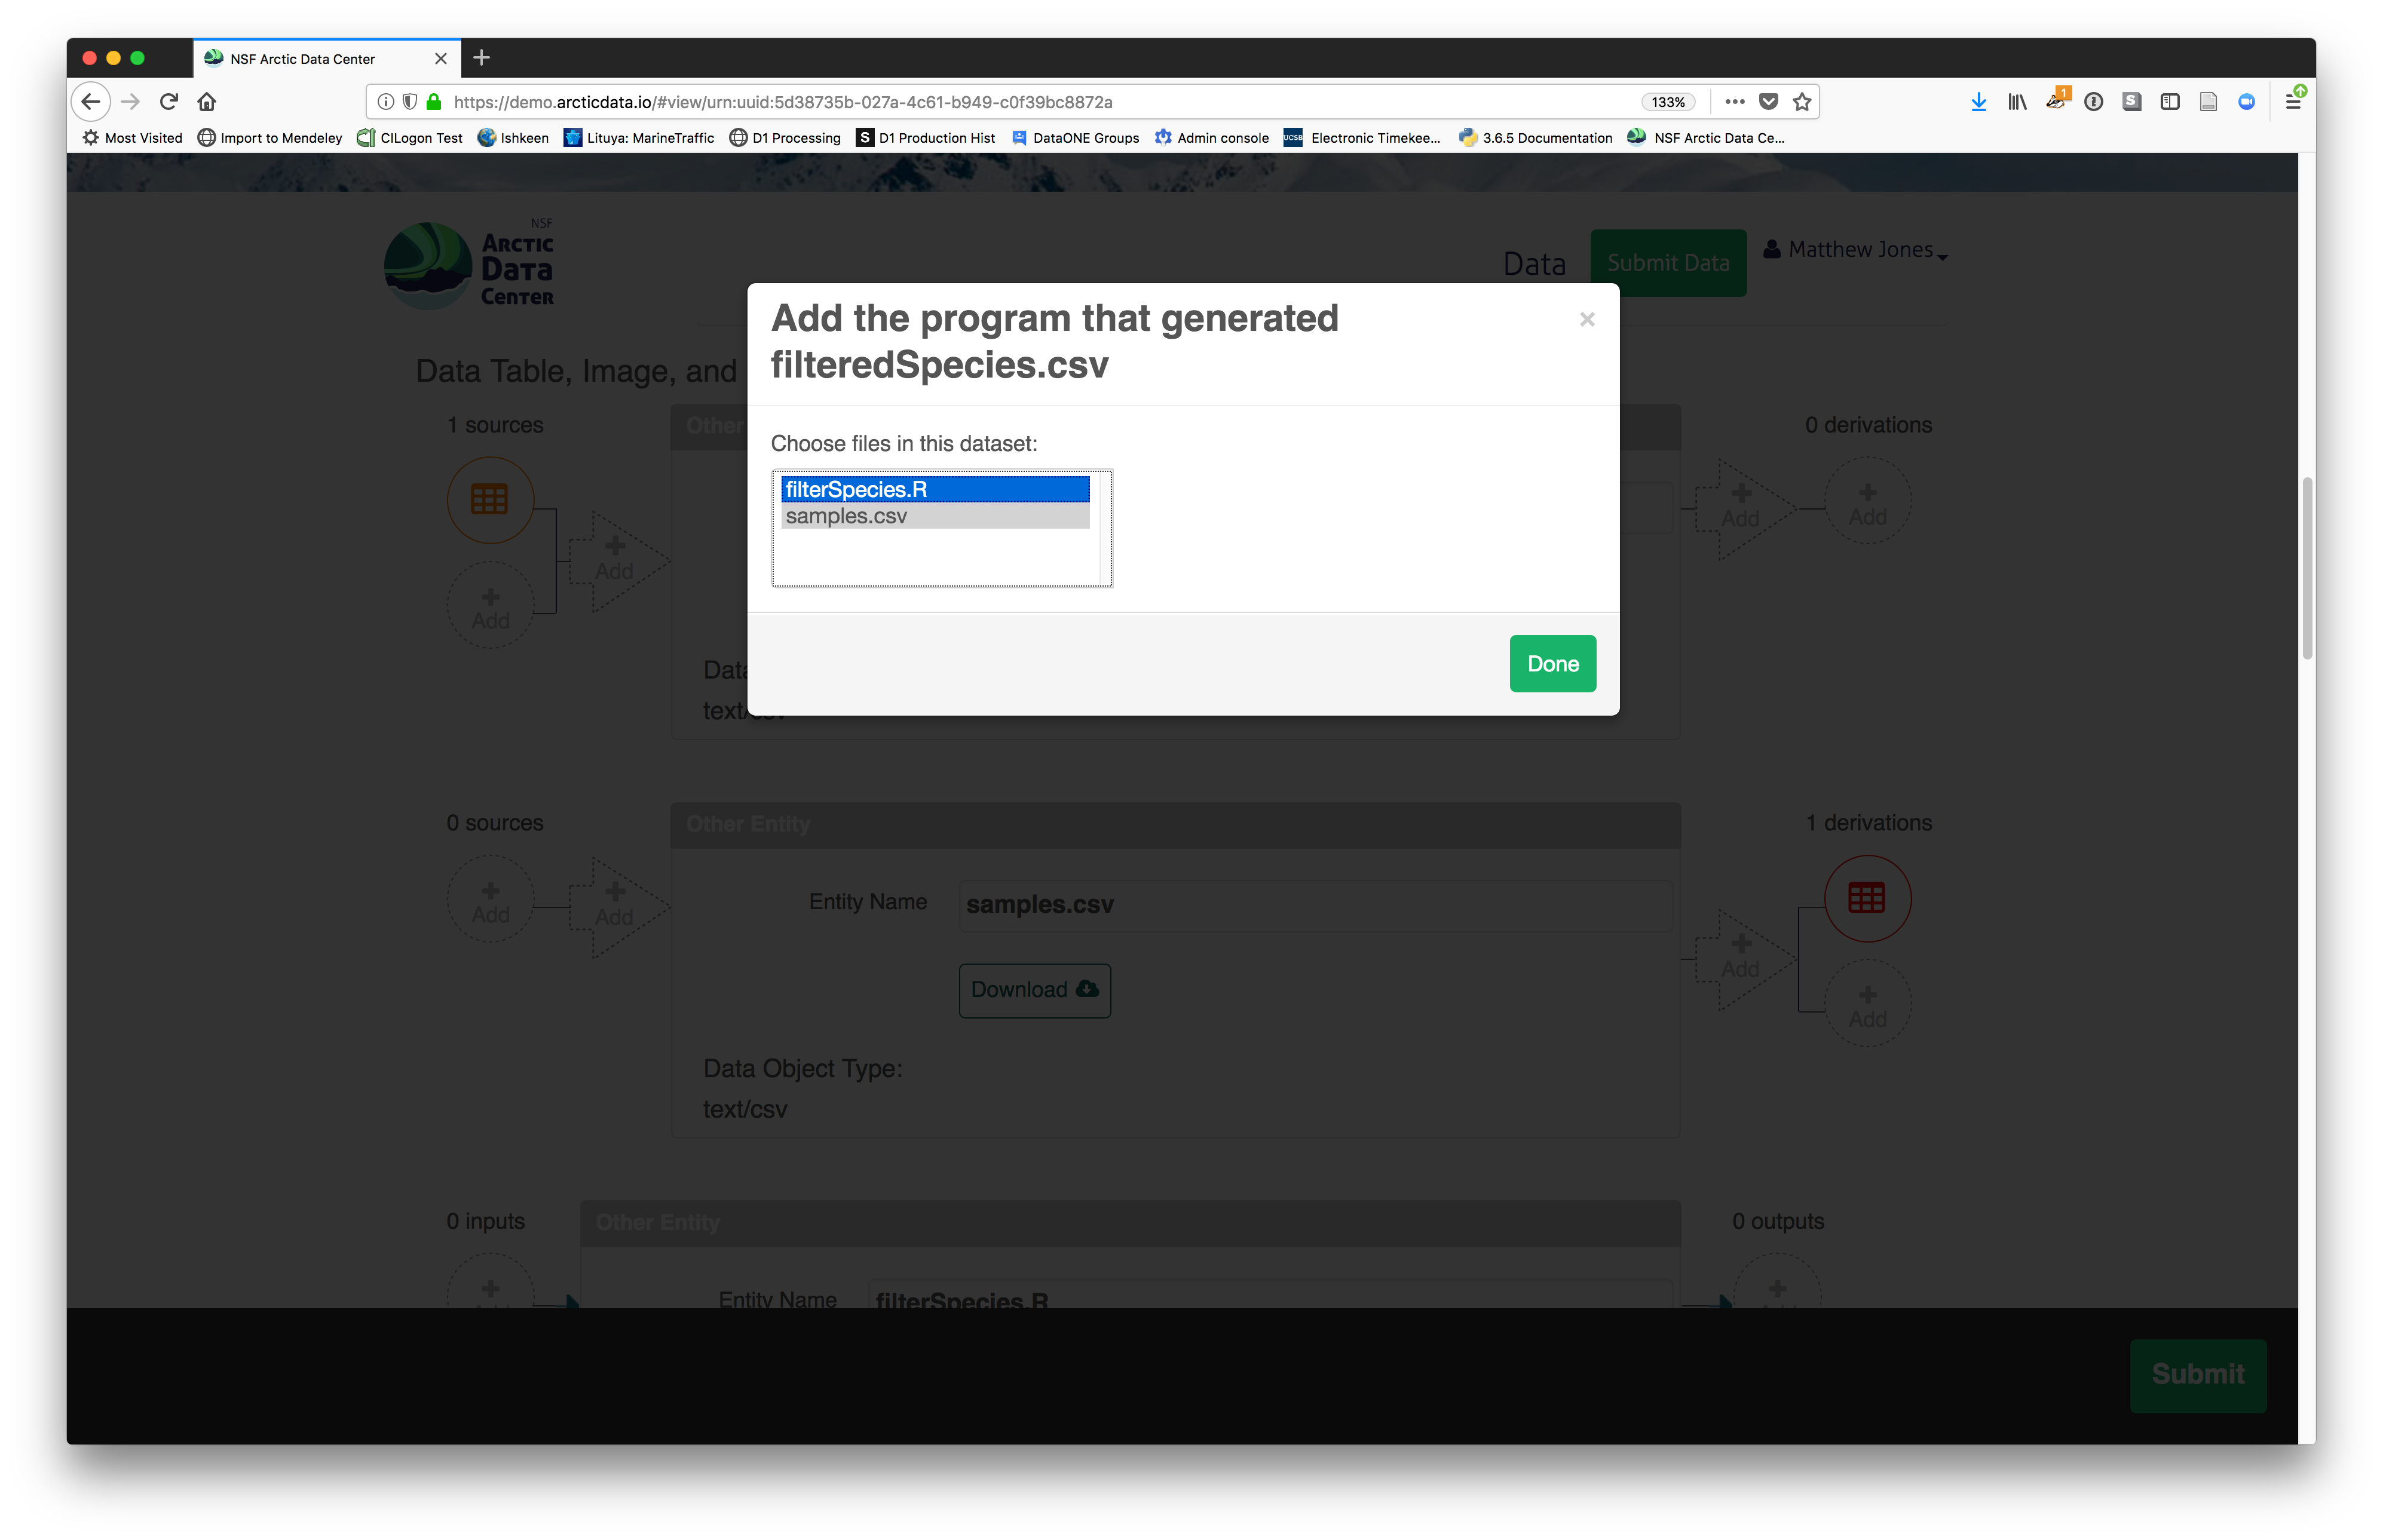 NSF Arctic Data Center
https://demo.arcticdata.io/#view/urn:uuid:5d38735b-027a-4c61-b949-c0f39bc8872a
133%
1
Most Visited
Import to Mendeley
CILogon Test
Ishkeen
Lituya: MarineTraffic
D1 Processing
S
D1 Production Hist
DataONE Groups
Admin console
UCSB
Electronic Timekee...
3.6.5 Documentation
NSF Arctic Data Ce...
NSF
Arctic
Data
Center
Data
Submit Data
Matthew Jones
Add the program that generated
filteredSpecies.csv
×
Data Table, Image, and
1 sources
Other
0 derivations
Choose files in this dataset:
filterSpecies.R
samples.csv
Add
Add
Add
Add
Done
Data
text/csv
0 sources
Other Entity
1 derivations
Add
Add
Entity Name
samples.csv
Add
Add
Download
Data Object Type:
text/csv
0 inputs
Other Entity
0 outputs
Entity Name
filterSpecies.R
Submit